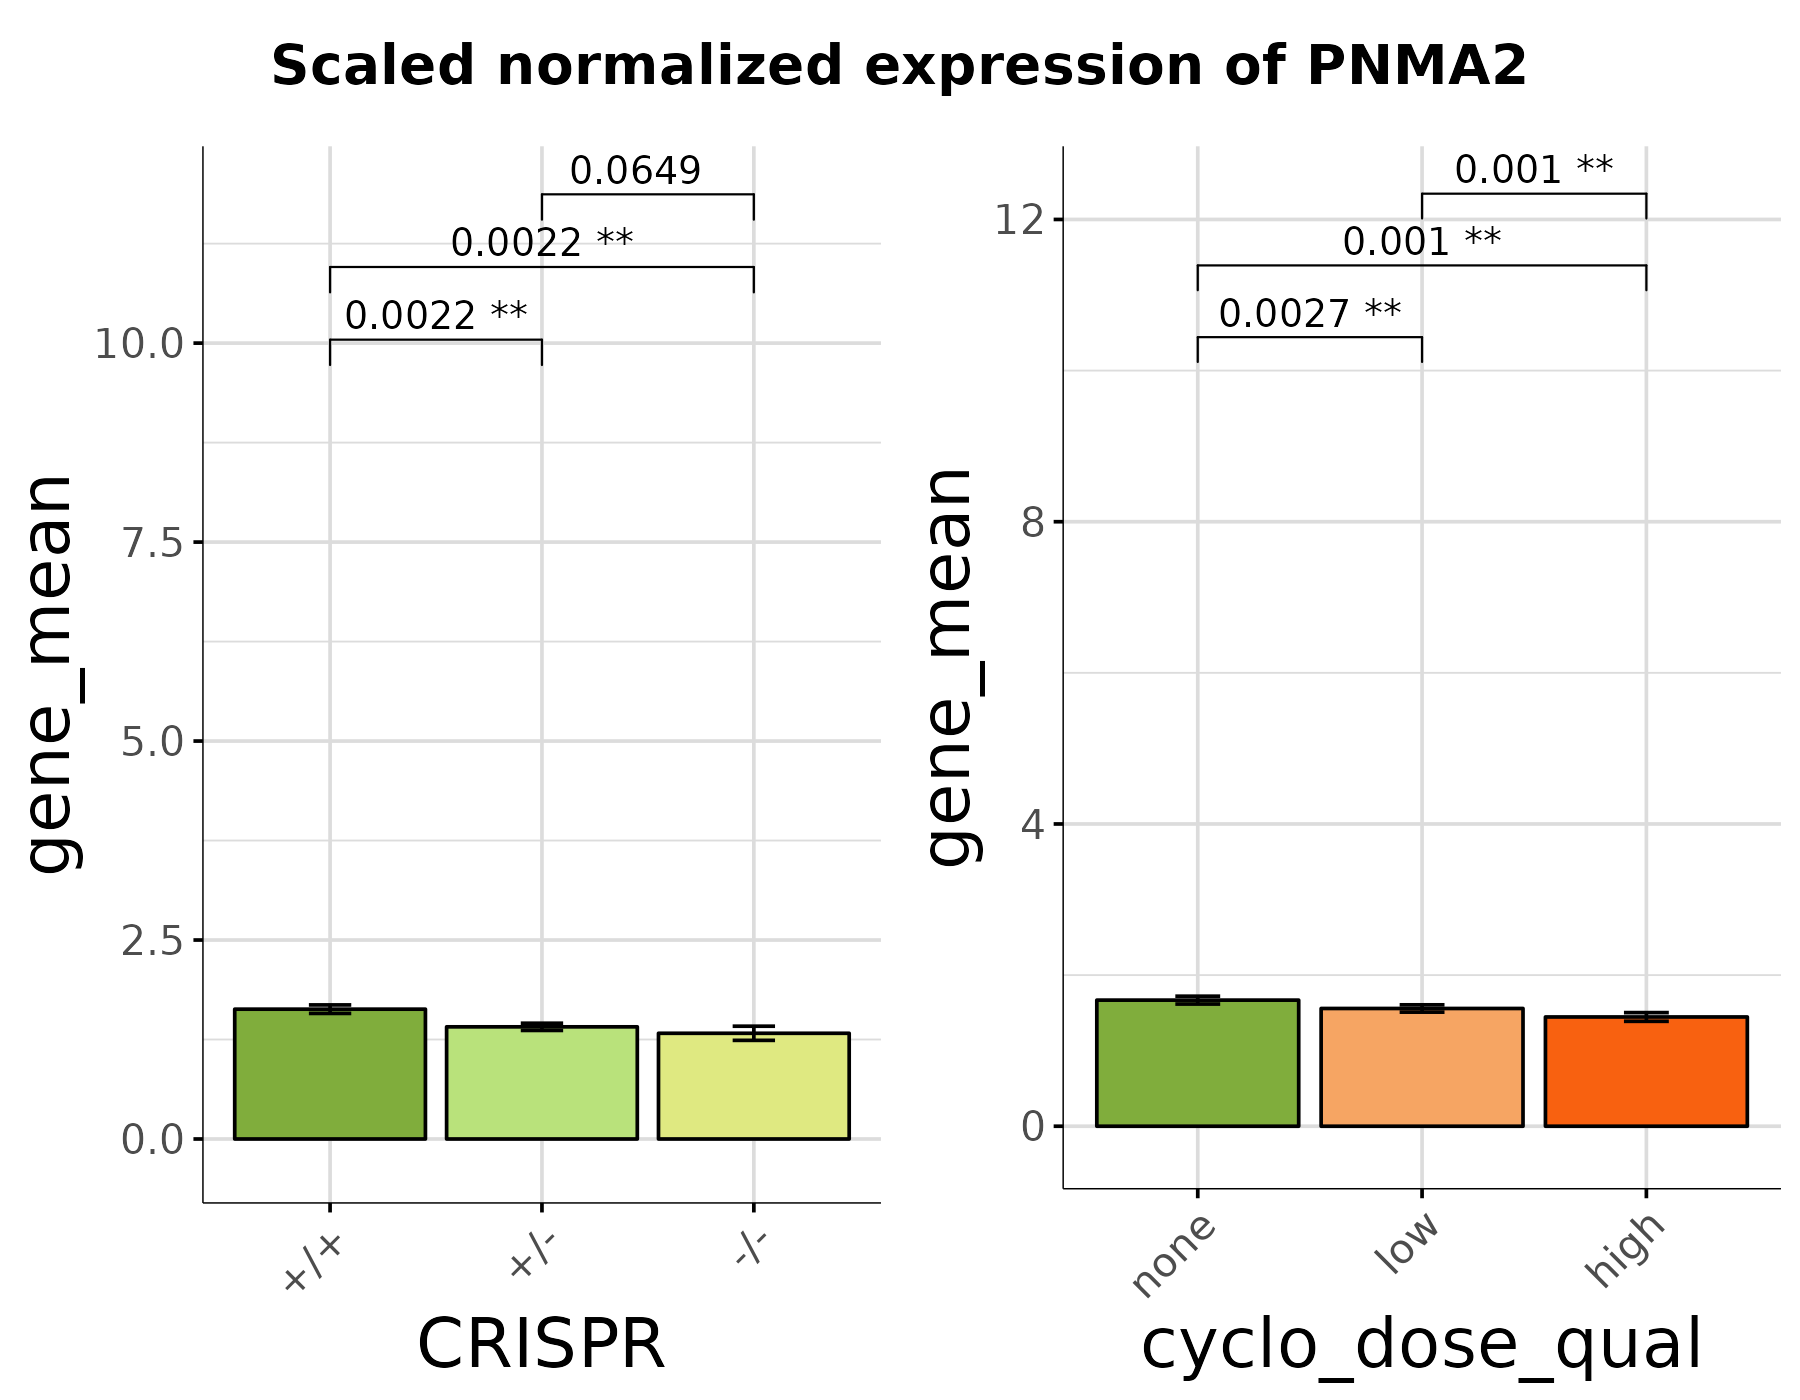 Scaled normalized expression of PNMA2
gene_mean
10.0
7.5
5.0
2.5
0.0
0.0649
0.0022 **
0.0022 **
+/+
+/-
-/-
CRISPR
gene_mean
12
8
4
0
0.001 **
0.001 **
0.0027 **
none
low
high
cyclo_dose_qual